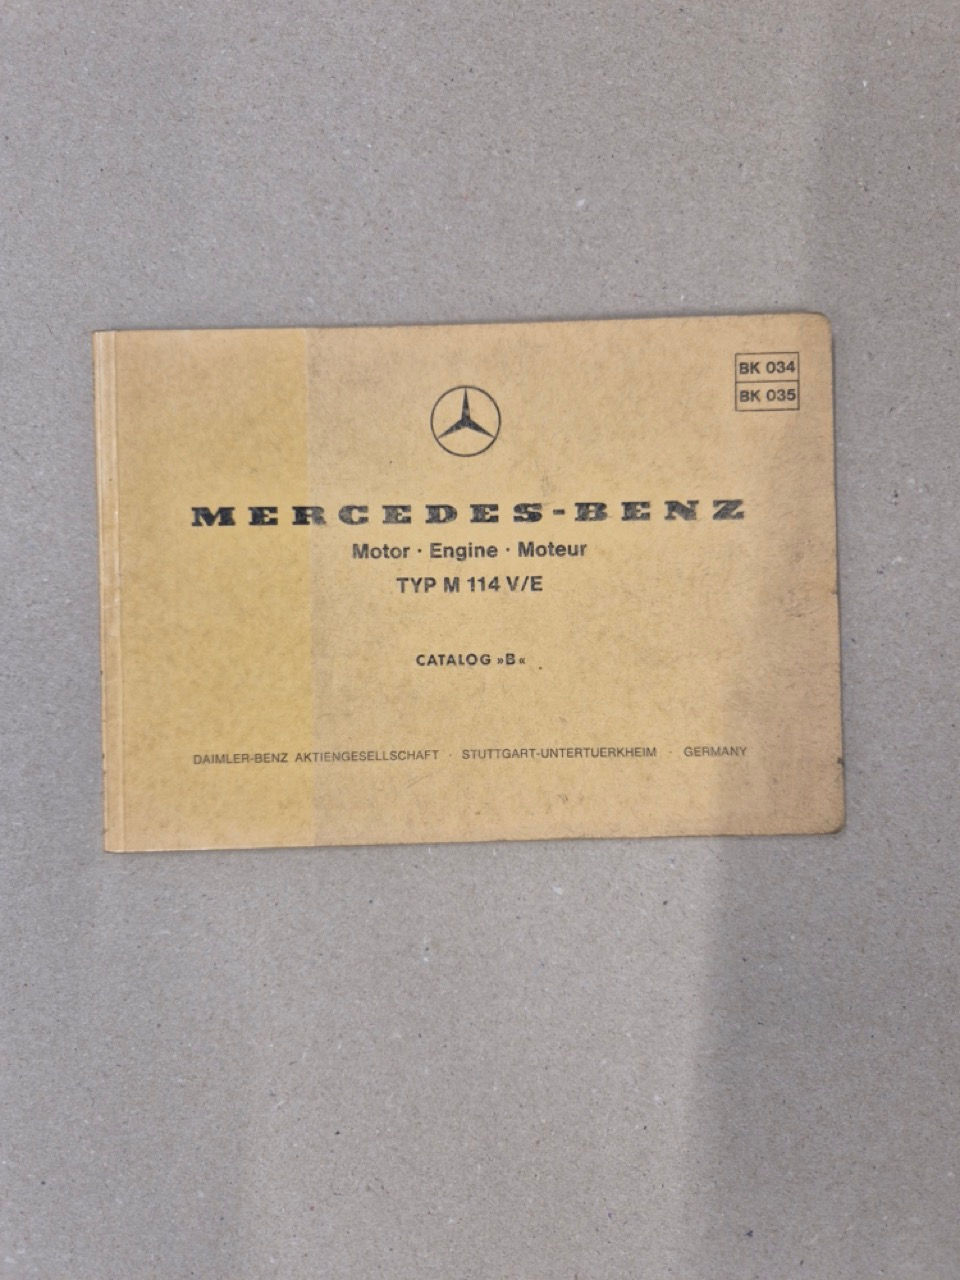 BK 034
BK 035
MERCEDES-BENZ
Motor · Engine · Moteur
TYP M 114 V/E
CATALOG »B«
DAIMLER-BENZ AKTIENGESELLSCHAFT · STUTTGART-UNTERTUERKHEIM · GERMANY